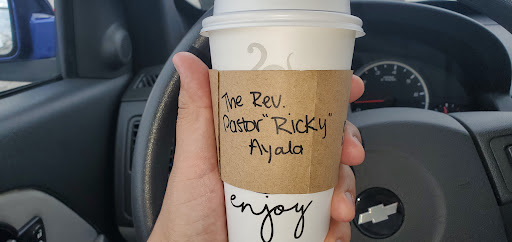 The Rev.
Pastor "Ricky"
Ayala
enjoy